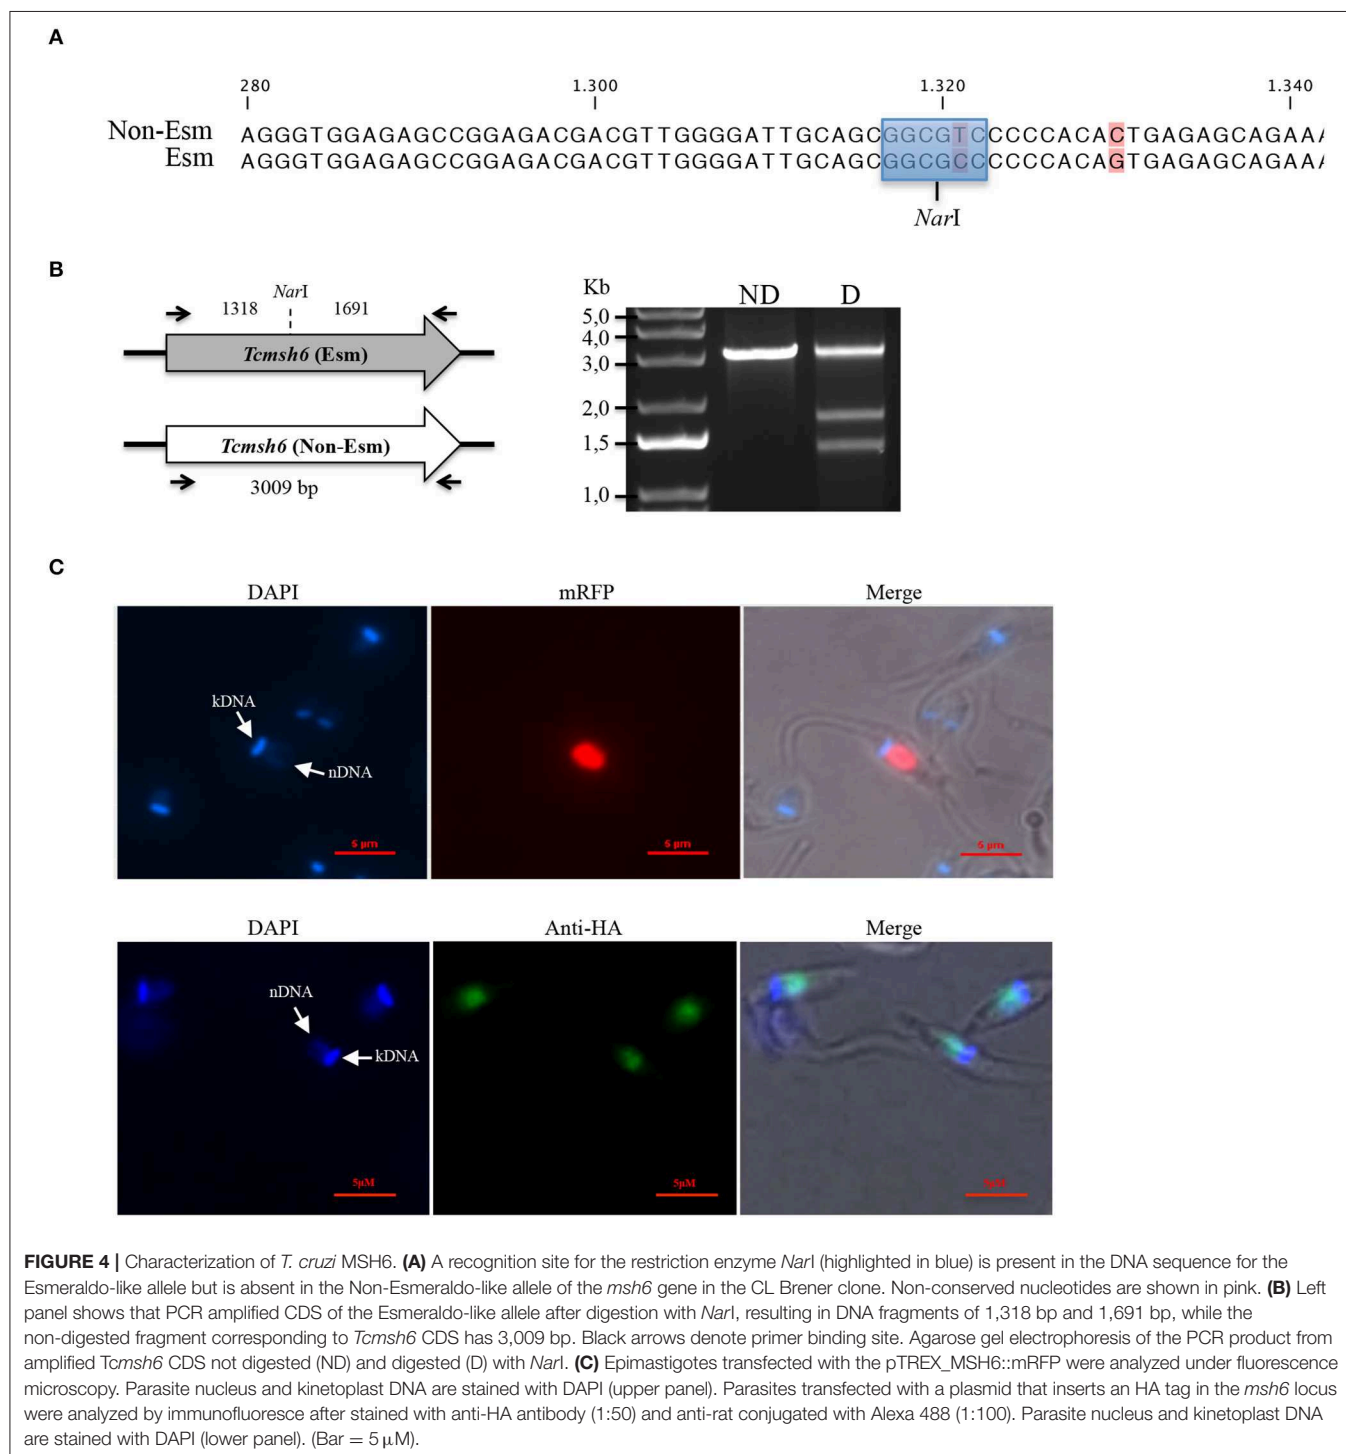 A
280 1.300 1.320 1.340
Non-Esm AGGGTGGAGAGCCGGAGACGACGTTGGGGATTGCAGCGGCGTCCCCCACACTGAGAGCAGAAA
Esm AGGGTGGAGAGCCGGAGACGACGTTGGGGATTGCAGCGGCGCCCCCCACAGTGAGAGCAGAAA
NarI
B
NarI
1318 1691
Tcmsh6 (Esm)
Tcmsh6 (Non-Esm)
3009 bp
Kb ND D
5,0
4,0
3,0
2,0
1,5
1,0
C
DAPI mRFP Merge
kDNA
nDNA
5 μm 5 μm 5 μm
DAPI Anti-HA Merge
nDNA
kDNA
5μM 5μM 5μM
FIGURE 4 | Characterization of T. cruzi MSH6. (A) A recognition site for the restriction enzyme NarI (highlighted in blue) is present in the DNA sequence for the
Esmeraldo-like allele but is absent in the Non-Esmeraldo-like allele of the msh6 gene in the CL Brener clone. Non-conserved nucleotides are shown in pink. (B) Left
panel shows that PCR amplified CDS of the Esmeraldo-like allele after digestion with NarI, resulting in DNA fragments of 1,318 bp and 1,691 bp, while the
non-digested fragment corresponding to Tcmsh6 CDS has 3,009 bp. Black arrows denote primer binding site. Agarose gel electrophoresis of the PCR product from
amplified Tcmsh6 CDS not digested (ND) and digested (D) with NarI. (C) Epimastigotes transfected with the pTREX_MSH6::mRFP were analyzed under fluorescence
microscopy. Parasite nucleus and kinetoplast DNA are stained with DAPI (upper panel). Parasites transfected with a plasmid that inserts an HA tag in the msh6 locus
were analyzed by immunofluoresce after stained with anti-HA antibody (1:50) and anti-rat conjugated with Alexa 488 (1:100). Parasite nucleus and kinetoplast DNA
are stained with DAPI (lower panel). (Bar = 5 μM).